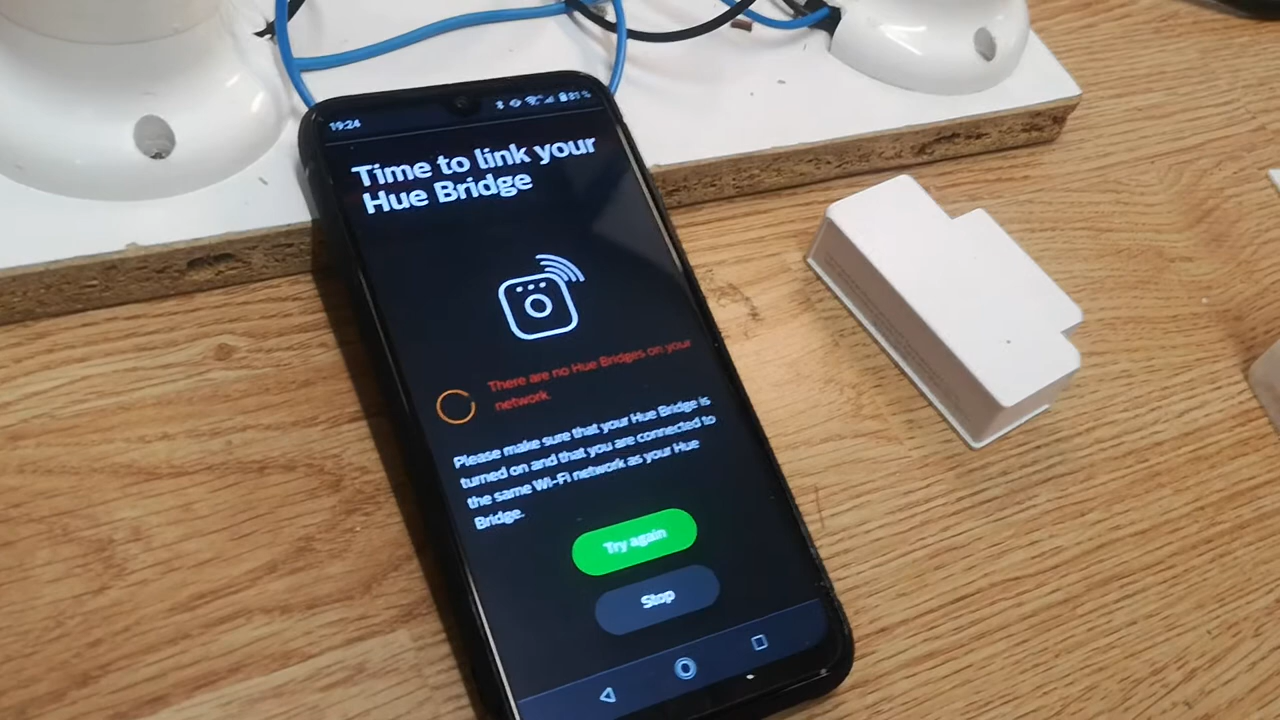 19:24
81%
Time to link your
Hue Bridge
There are no Hue Bridges on your
network.
Please make sure that your Hue Bridge is
turned on and that you are connected to
the same Wi-Fi network as your Hue
Bridge.
Try again
Stop